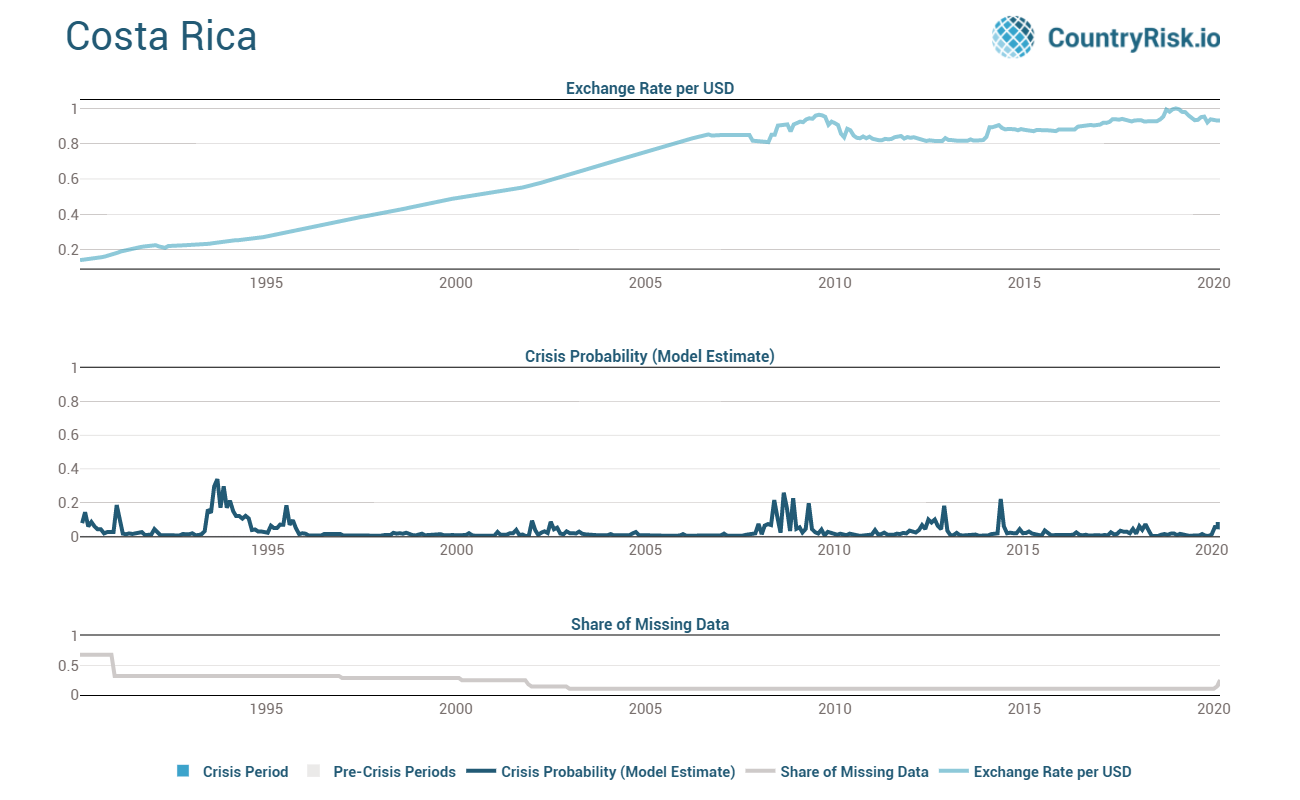 Costa Rica
CountryRisk.io
Exchange Rate per USD
1
0.8
0.6
0.4
0.2
1995 2000 2005 2010 2015 2020
Crisis Probability (Model Estimate)
1
0.8
0.6
0.4
0.2
0
1995 2000 2005 2010 2015 2020
Share of Missing Data
1
0.5
0
1995 2000 2005 2010 2015 2020
Crisis Period Pre-Crisis Periods Crisis Probability (Model Estimate) Share of Missing Data Exchange Rate per USD